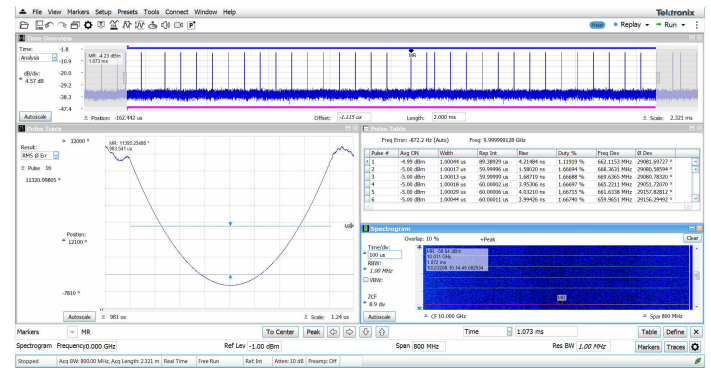 File View Markers Setup Presets Tools Connect Window Help
Tektronix
Preset Replay Run
Time Overview
Time:
Analysis
dB/div:
4.57 dB
Autoscale
-1.8
-10.9
-20.0
-29.2
-38.3
-47.4
MR: -4.23 dBm
1.073 ms
MR
Position: -162.442 us
Offset: -1.115 us
Length: 2.000 ms
Scale: 2.321 ms
Pulse Trace
Result:
RMS Ø Err
Pulse 16
11320.99805 °
32000 °
Position:
12100 °
-7810 °
MR: 11395.25488 °
983.541 us
MR
Autoscale
981 us
Scale: 1.24 us
Pulse Table
Freq Error: -872.2 Hz (Auto) Freq: 9.999999128 GHz
Pulse # Avg ON Width Rep Int Rise Duty % Freq Dev Ø Dev
1 -4.99 dBm 1.00044 us 89.38929 us 4.21484 ns 1.11919 % 662.1153 MHz 29081.69727 °
2 -5.00 dBm 1.00017 us 59.99996 us 1.58020 ns 1.66694 % 668.3631 MHz 29080.58594 °
3 -5.00 dBm 1.00013 us 59.99999 us 1.68719 ns 1.66688 % 669.6365 MHz 29080.78320 °
4 -5.00 dBm 1.00018 us 60.00002 us 3.95306 ns 1.66697 % 665.2211 MHz 29051.72070 °
5 -5.00 dBm 1.00029 us 60.00006 us 4.03210 ns 1.66715 % 661.6338 MHz 29157.82812 °
6 -5.00 dBm 1.00044 us 60.00011 us 3.99426 ns 1.66740 % 659.9651 MHz 29156.29492 °
Spectrogram
Overlap: 10 % +Peak
Clear
Time/div:
100 us
RBW:
1.00 MHz
VBW:
ZCF
8.9 div
Autoscale
10.011 GHz
1.072 ms
MR
CF 10.000 GHz
Span 800 MHz
Markers MR To Center Peak Time 1.073 ms Table Define X
Spectrogram Frequency 0.000 GHz Ref Lev -1.00 dBm Span 800 MHz Res BW 1.00 MHz Markers Traces
Stopped Acq BW: 800.00 MHz, Acq Length: 2.321 m Real Time Free Run Ref: Int Atten: 10 dB Preamp: Off